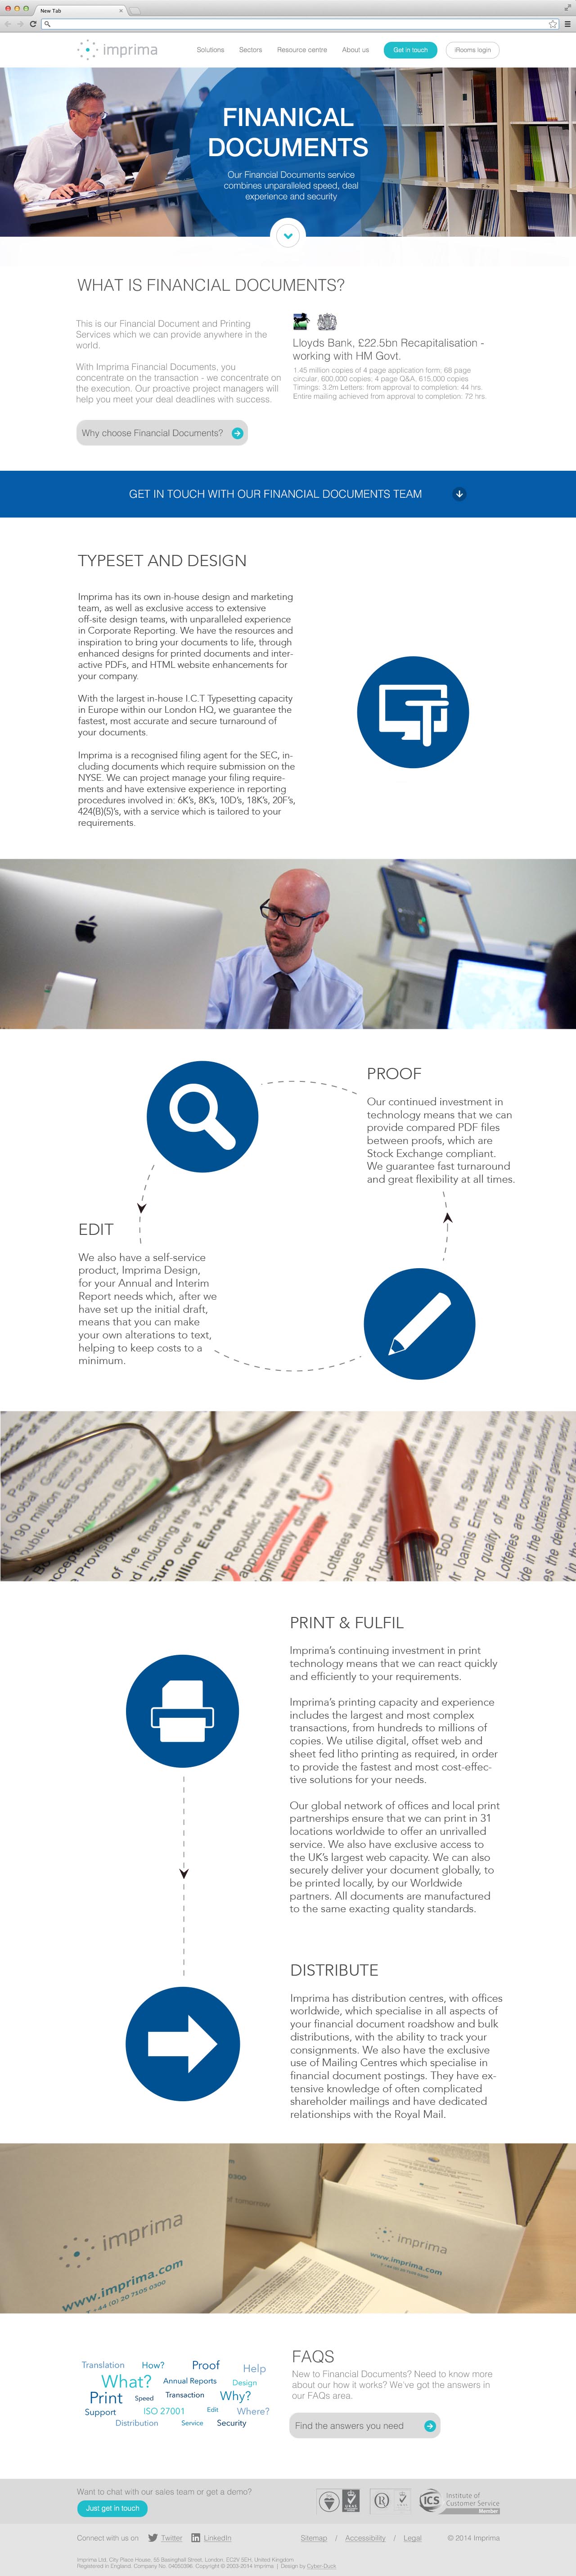 New Tab
imprima
Solutions
Sectors
Resource centre
About us
Get in touch
iRooms login
FINANICAL
DOCUMENTS
Our Financial Documents service
combines unparalleled speed, deal
experience and security
WHAT IS FINANCIAL DOCUMENTS?
This is our Financial Document and Printing
Services which we can provide anywhere in the
world.
With Imprima Financial Documents, you
concentrate on the transaction - we concentrate on
the execution. Our proactive project managers will
help you meet your deal deadlines with success.
Why choose Financial Documents?
Lloyds Bank, £22.5bn Recapitalisation -
working with HM Govt.
1.45 million copies of 4 page application form, 68 page
circular, 600,000 copies, 4 page Q&A, 615,000 copies
Timings: 3.2m Letters: from approval to completion: 44 hrs.
Entire mailing achieved from approval to completion: 72 hrs.
GET IN TOUCH WITH OUR FINANCIAL DOCUMENTS TEAM
TYPESET AND DESIGN
Imprima has its own in-house design and marketing
team, as well as exclusive access to extensive
off-site design teams, with unparalleled experience
in Corporate Reporting. We have the resources and
inspiration to bring your documents to life, through
enhanced designs for printed documents and inter-
active PDFs, and HTML website enhancements for
your company.
With the largest in-house I.C.T Typesetting capacity
in Europe within our London HQ, we guarantee the
fastest, most accurate and secure turnaround of
your documents.
Imprima is a recognised filing agent for the SEC, in-
cluding documents which require submission on the
NYSE. We can project manage your filing require-
ments and have extensive experience in reporting
procedures involved in: 6K's, 8K's, 10D's, 18K's, 20F's,
424(B)(5)'s, with a service which is tailored to your
requirements.
PROOF
Our continued investment in
technology means that we can
provide compared PDF files
between proofs, which are
Stock Exchange compliant.
We guarantee fast turnaround
and great flexibility at all times.
EDIT
We also have a self-service
product, Imprima Design,
for your Annual and Interim
Report needs which, after we
have set up the initial draft,
means that you can make
your own alterations to text,
helping to keep costs to a
minimum.
PRINT & FULFIL
Imprima's continuing investment in print
technology means that we can react quickly
and efficiently to your requirements.
Imprima's printing capacity and experience
includes the largest and most complex
transactions, from hundreds to millions of
copies. We utilise digital, offset web and
sheet fed litho printing as required, in order
to provide the fastest and most cost-effec-
tive solutions for your needs.
Our global network of offices and local print
partnerships ensure that we can print in 31
locations worldwide to offer an unrivalled
service. We also have exclusive access to
the UK's largest web capacity. We can also
securely deliver your document globally, to
be printed locally, by our Worldwide
partners. All documents are manufactured
to the same exacting quality standards.
DISTRIBUTE
Imprima has distribution centres, with offices
worldwide, which specialise in all aspects of
your financial document roadshow and bulk
distributions, with the ability to track your
consignments. We also have the exclusive
use of Mailing Centres which specialise in
financial document postings. They have ex-
tensive knowledge of often complicated
shareholder mailings and have dedicated
relationships with the Royal Mail.
imprima
www.imprima.com
T +44 (0) 20 7105 0300
imprima
www.imprima.com
Translation How? Proof Help
What? Annual Reports Design
Print Speed Transaction Why?
Support ISO 27001 Edit Where?
Distribution Service Security
FAQS
New to Financial Documents? Need to know more
about our how it works? We've got the answers in
our FAQs area.
Find the answers you need
Want to chat with our sales team or get a demo?
Just get in touch
ICS Institute of
Customer Service
Member
Connect with us on Twitter LinkedIn
Sitemap / Accessibility / Legal
© 2014 Imprima
Imprima Ltd, City Place House, 55 Basinghall Street, London, EC2V 5EH, United Kingdom
Registered in England. Company No. 04050396. Copyright © 2003-2014 Imprima | Design by Cyber-Duck